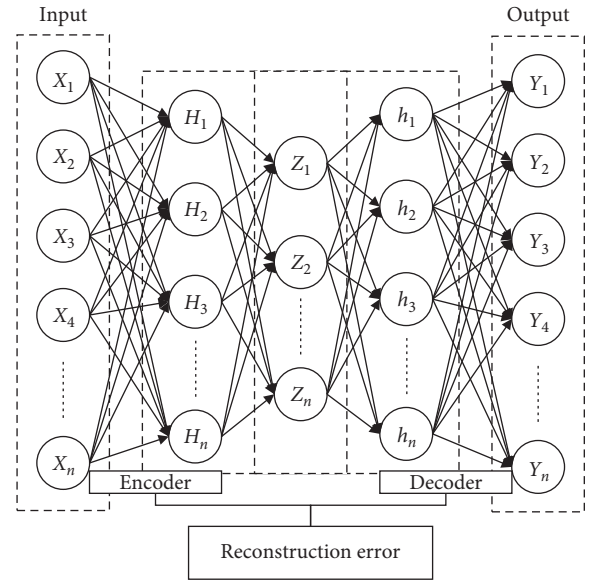 Input
Output
X1
X2
X3
X4
Xn
H1
H2
H3
Hn
Z1
Z2
Zn
h1
h2
h3
hn
Y1
Y2
Y3
Y4
Yn
Encoder
Decoder
Reconstruction error